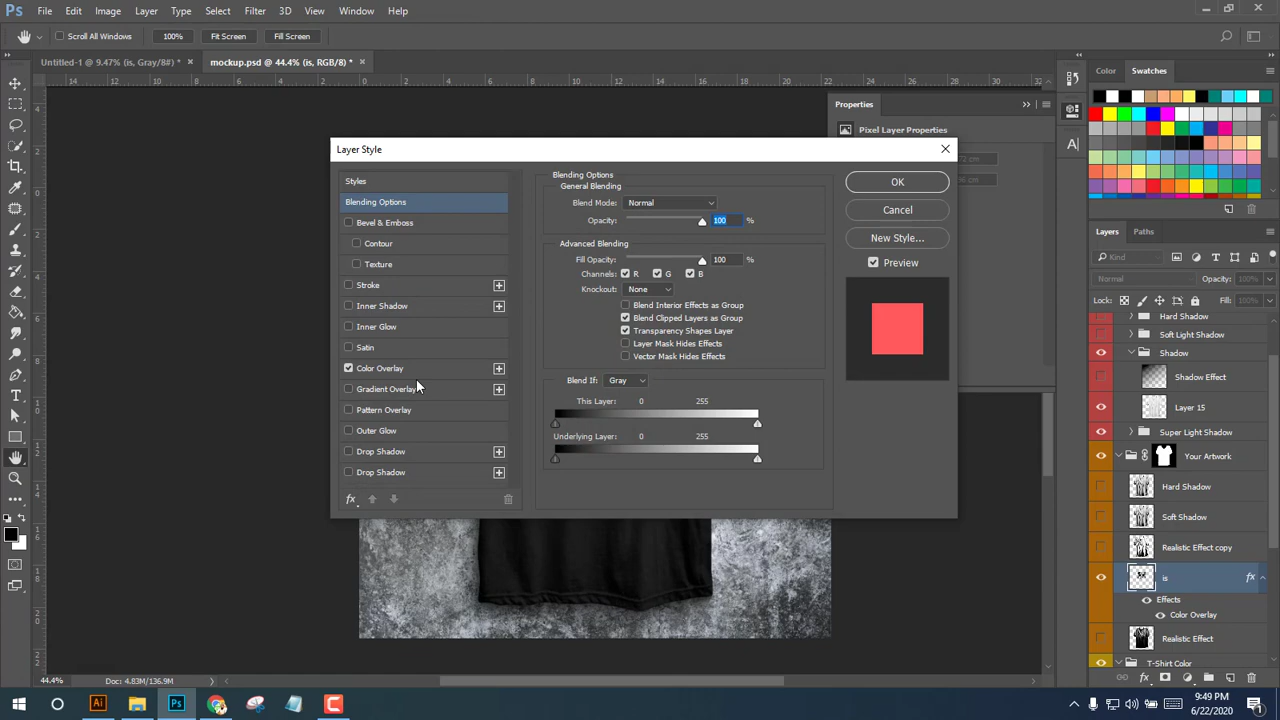 Ps File Edit Image Layer Type Select Filter 3D View Window Help
Scroll All Windows 100% Fit Screen Fill Screen
Untitled-1 @ 9.47% (is, Gray/8#) * × mockup.psd @ 44.4% (is, RGB/8) * ×
Color Swatches
Properties
Pixel Layer Properties
Layer Style
Styles
Blending Options
Bevel & Emboss
Contour
Texture
Stroke
Inner Shadow
Inner Glow
Satin
Color Overlay
Gradient Overlay
Pattern Overlay
Outer Glow
Drop Shadow
Drop Shadow
fx
Blending Options
General Blending
Blend Mode: Normal
Opacity: 100 %
Advanced Blending
Fill Opacity: 100 %
Channels: R G B
Knockout: None
Blend Interior Effects as Group
Blend Clipped Layers as Group
Transparency Shapes Layer
Layer Mask Hides Effects
Vector Mask Hides Effects
Blend If: Gray
This Layer: 0 255
Underlying Layer: 0 255
OK
Cancel
New Style...
Preview
Layers Paths
Kind
Normal Opacity: 100%
Lock: Fill: 100%
Hard Shadow
Soft Light Shadow
Shadow
Shadow Effect
Layer 15
Super Light Shadow
Your Artwork
Hard Shadow
Soft Shadow
Realistic Effect copy
is fx
Effects
Color Overlay
Realistic Effect
T-Shirt Color
44.4% Doc: 4.83M/136.9M
Ai Ps
9:49 PM
6/22/2020